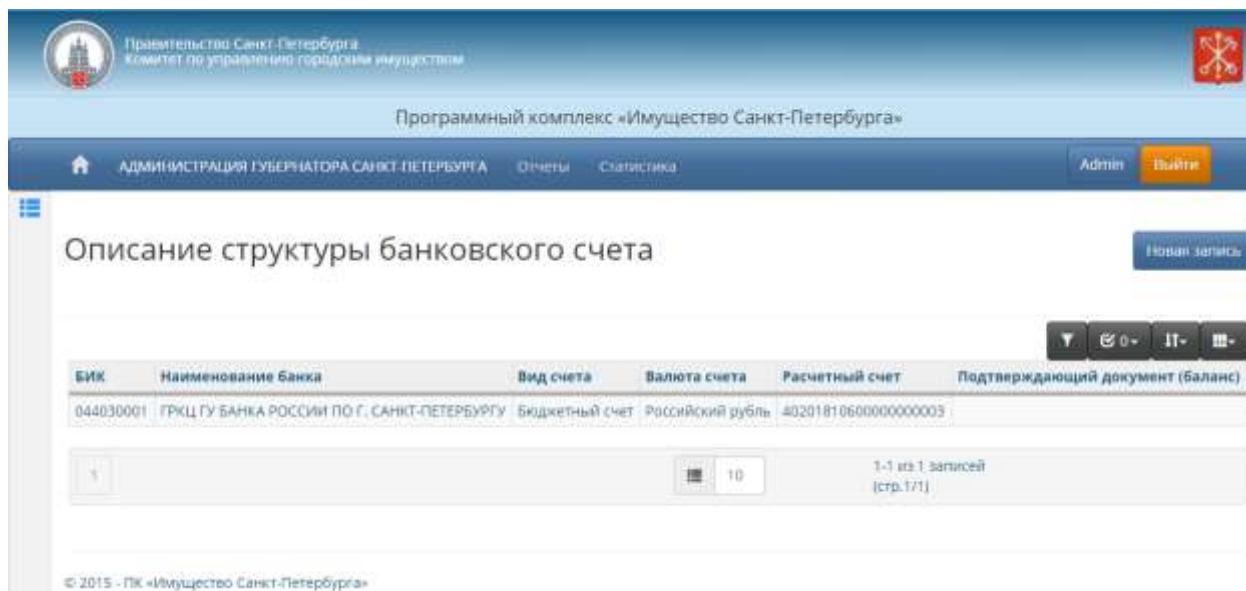 Правительство Санкт-Петербурга
Комитет по управлению городским имуществом
Программный комплекс «Имущество Санкт-Петербурга»
АДМИНИСТРАЦИЯ ГУБЕРНАТОРА САНКТ-ПЕТЕРБУРГА Отчеты Статистика Admin Выйти
Описание структуры банковского счета
Новая запись
0
БИК Наименование банка Вид счета Валюта счета Расчетный счет Подтверждающий документ (баланс)
044030001 ГРКЦ ГУ БАНКА РОССИИ ПО Г. САНКТ-ПЕТЕРБУРГУ Бюджетный счет Российский рубль 40201810600000000003
1 10 1-1 из 1 записей
(стр.1/1)
© 2015 - ПК «Имущество Санкт-Петербурга»